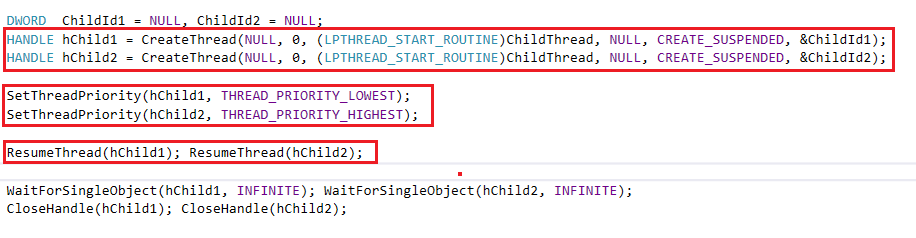 DWORD  ChildId1 = NULL, ChildId2 = NULL;
HANDLE hChild1 = CreateThread(NULL, 0, (LPTHREAD_START_ROUTINE)ChildThread, NULL, CREATE_SUSPENDED, &ChildId1);
HANDLE hChild2 = CreateThread(NULL, 0, (LPTHREAD_START_ROUTINE)ChildThread, NULL, CREATE_SUSPENDED, &ChildId2);
SetThreadPriority(hChild1, THREAD_PRIORITY_LOWEST);
SetThreadPriority(hChild2, THREAD_PRIORITY_HIGHEST);
ResumeThread(hChild1); ResumeThread(hChild2);
WaitForSingleObject(hChild1, INFINITE); WaitForSingleObject(hChild2, INFINITE);
CloseHandle(hChild1); CloseHandle(hChild2);